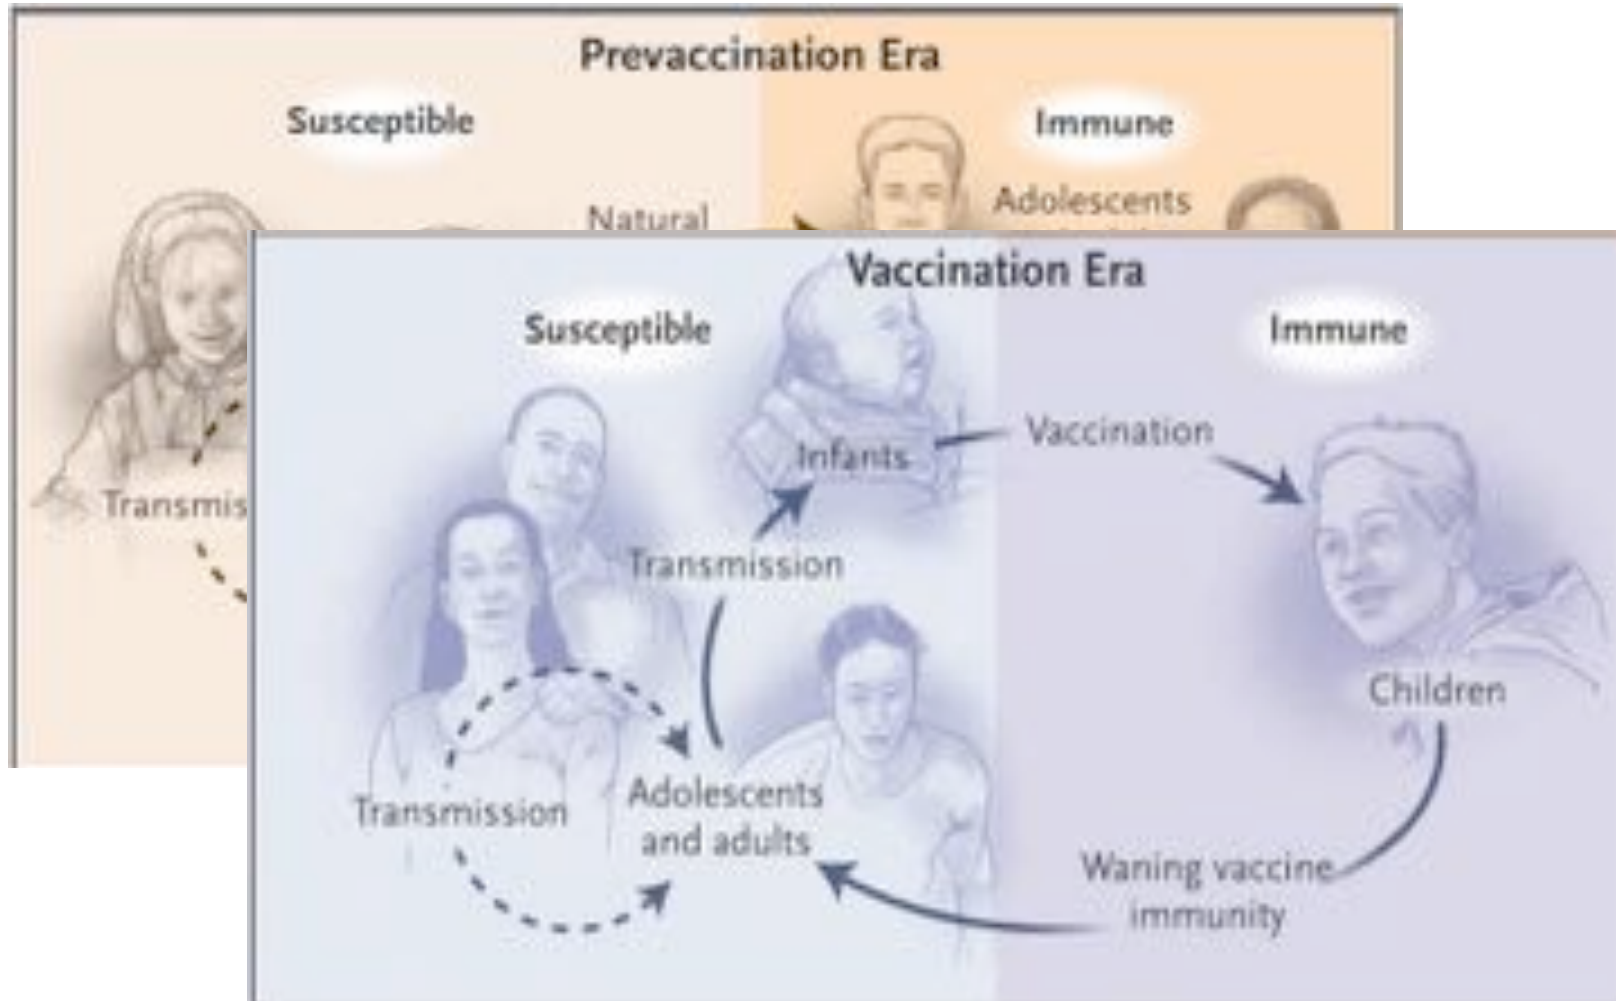 Prevaccination Era
Susceptible
Immune
Natural
Adolescents
Transmis
Vaccination Era
Susceptible
Immune
Infants
Vaccination
Transmission
Children
Transmission
Adolescents
and adults
Waning vaccine
immunity